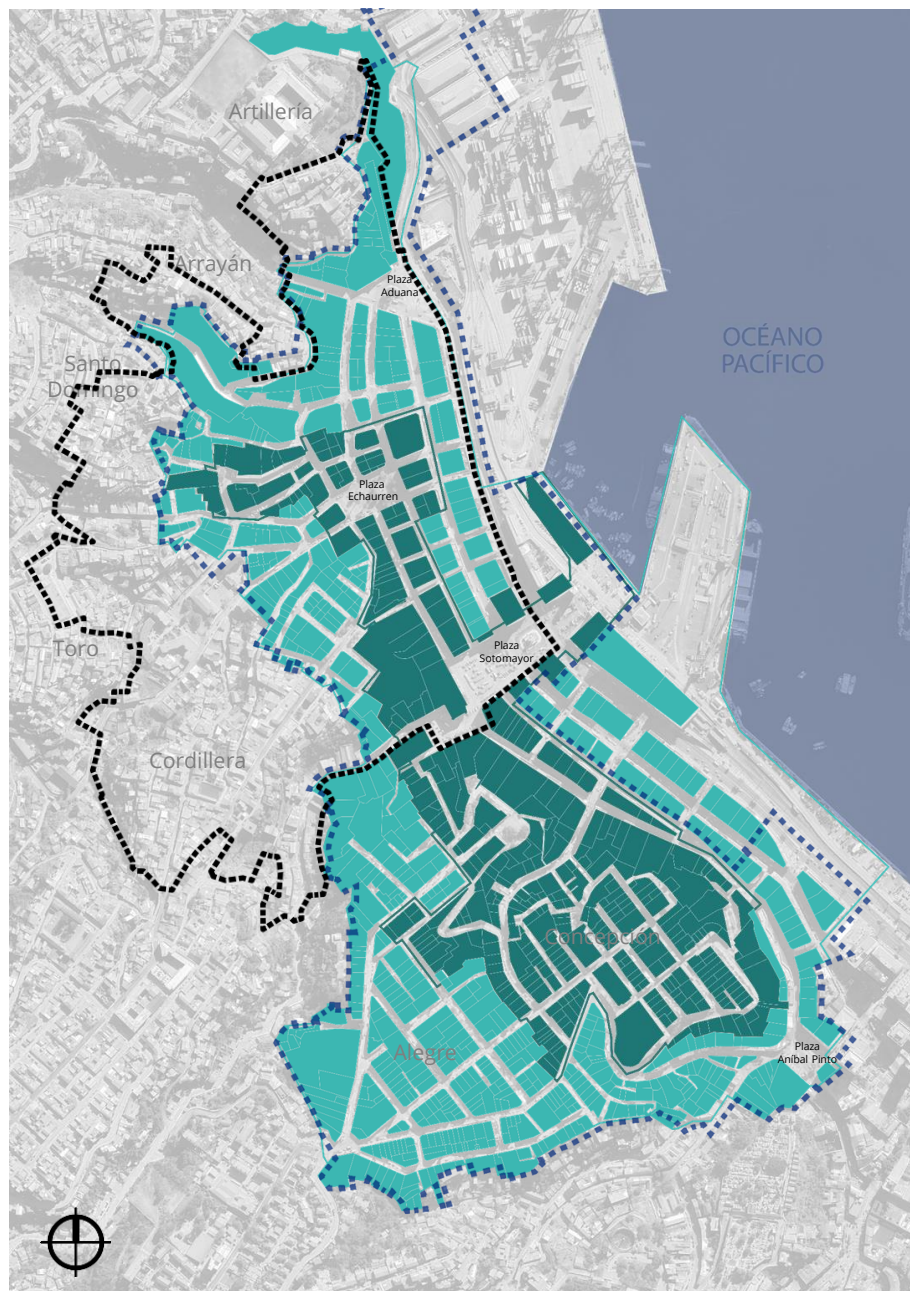 Artillería
Arrayán
Plaza
Aduana
OCÉANO
PACÍFICO
Santo
Domingo
Plaza
Echaurren
Toro
Plaza
Sotomayor
Cordillera
Concepción
Alegre
Plaza
Aníbal Pinto